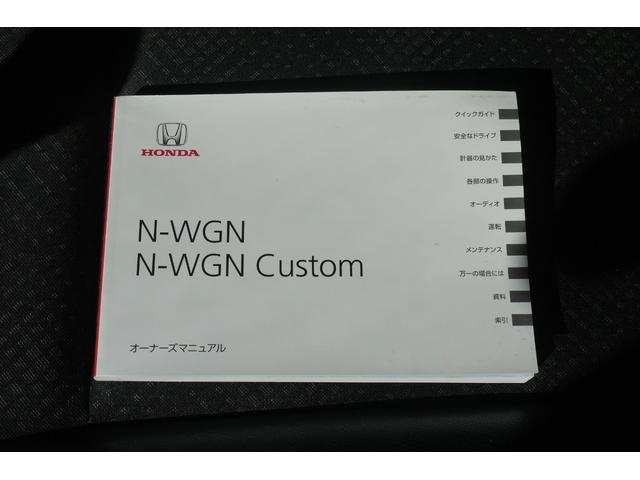 HONDA
N-WGN
N-WGN Custom
オーナーズマニュアル
クイックガイド
安全なドライブ
計器の見かた
各部の操作
オーディオ
運転
メンテナンス
万一の場合には
資料
索引